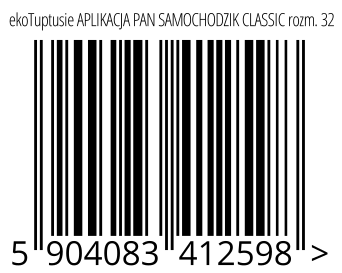 ekoTuptusie APLIKACJA PAN SAMOCHODZIK CLASSIC rozm. 32
5 904083 412598 >